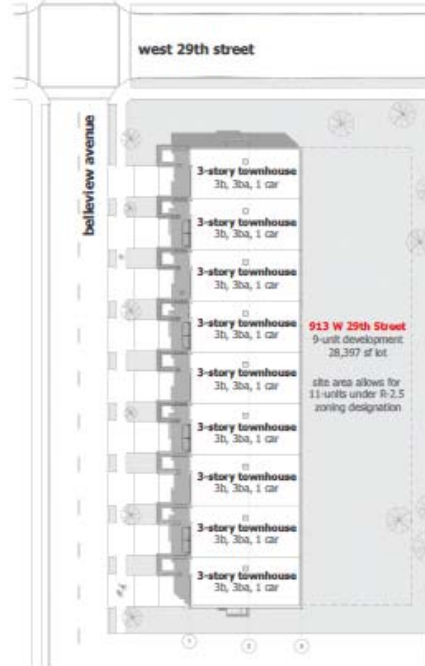 west 29th street
belleview avenue
3-story townhouse
3b, 3ba, 1 car
3-story townhouse
3b, 3ba, 1 car
3-story townhouse
3b, 3ba, 1 car
3-story townhouse
3b, 3ba, 1 car
3-story townhouse
3b, 3ba, 1 car
3-story townhouse
3b, 3ba, 1 car
3-story townhouse
3b, 3ba, 1 car
3-story townhouse
3b, 3ba, 1 car
3-story townhouse
3b, 3ba, 1 car
913 W 29th Street
9-unit development
28,397 sf lot
site area allows for
11-units under R-2.5
zoning designation